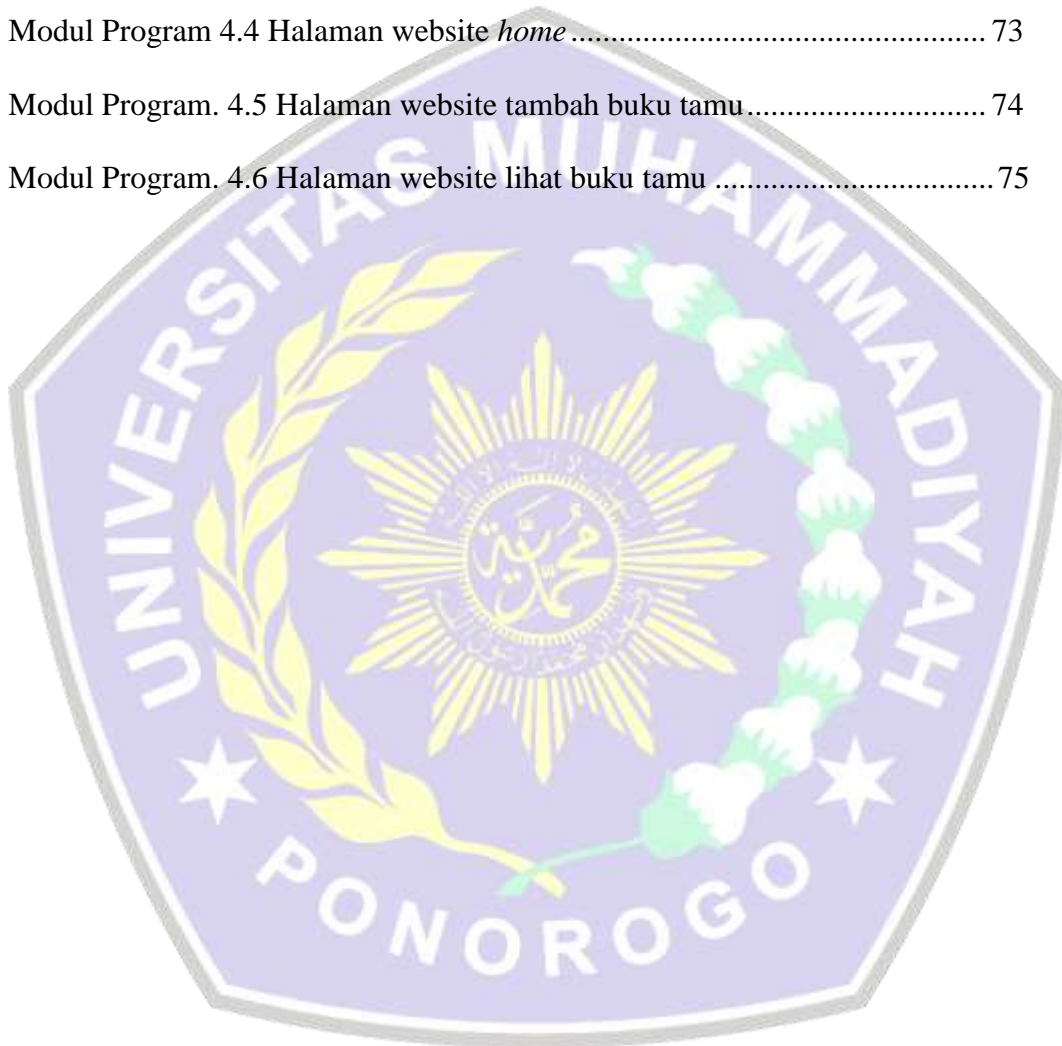 Modul Program 4.4 Halaman website home ................................................ 73
Modul Program. 4.5 Halaman website tambah buku tamu ............................. 74
Modul Program. 4.6 Halaman website lihat buku tamu .................................. 75
UNIVERSITAS MUHAMMADIYAH
محمدية
PONOROGO